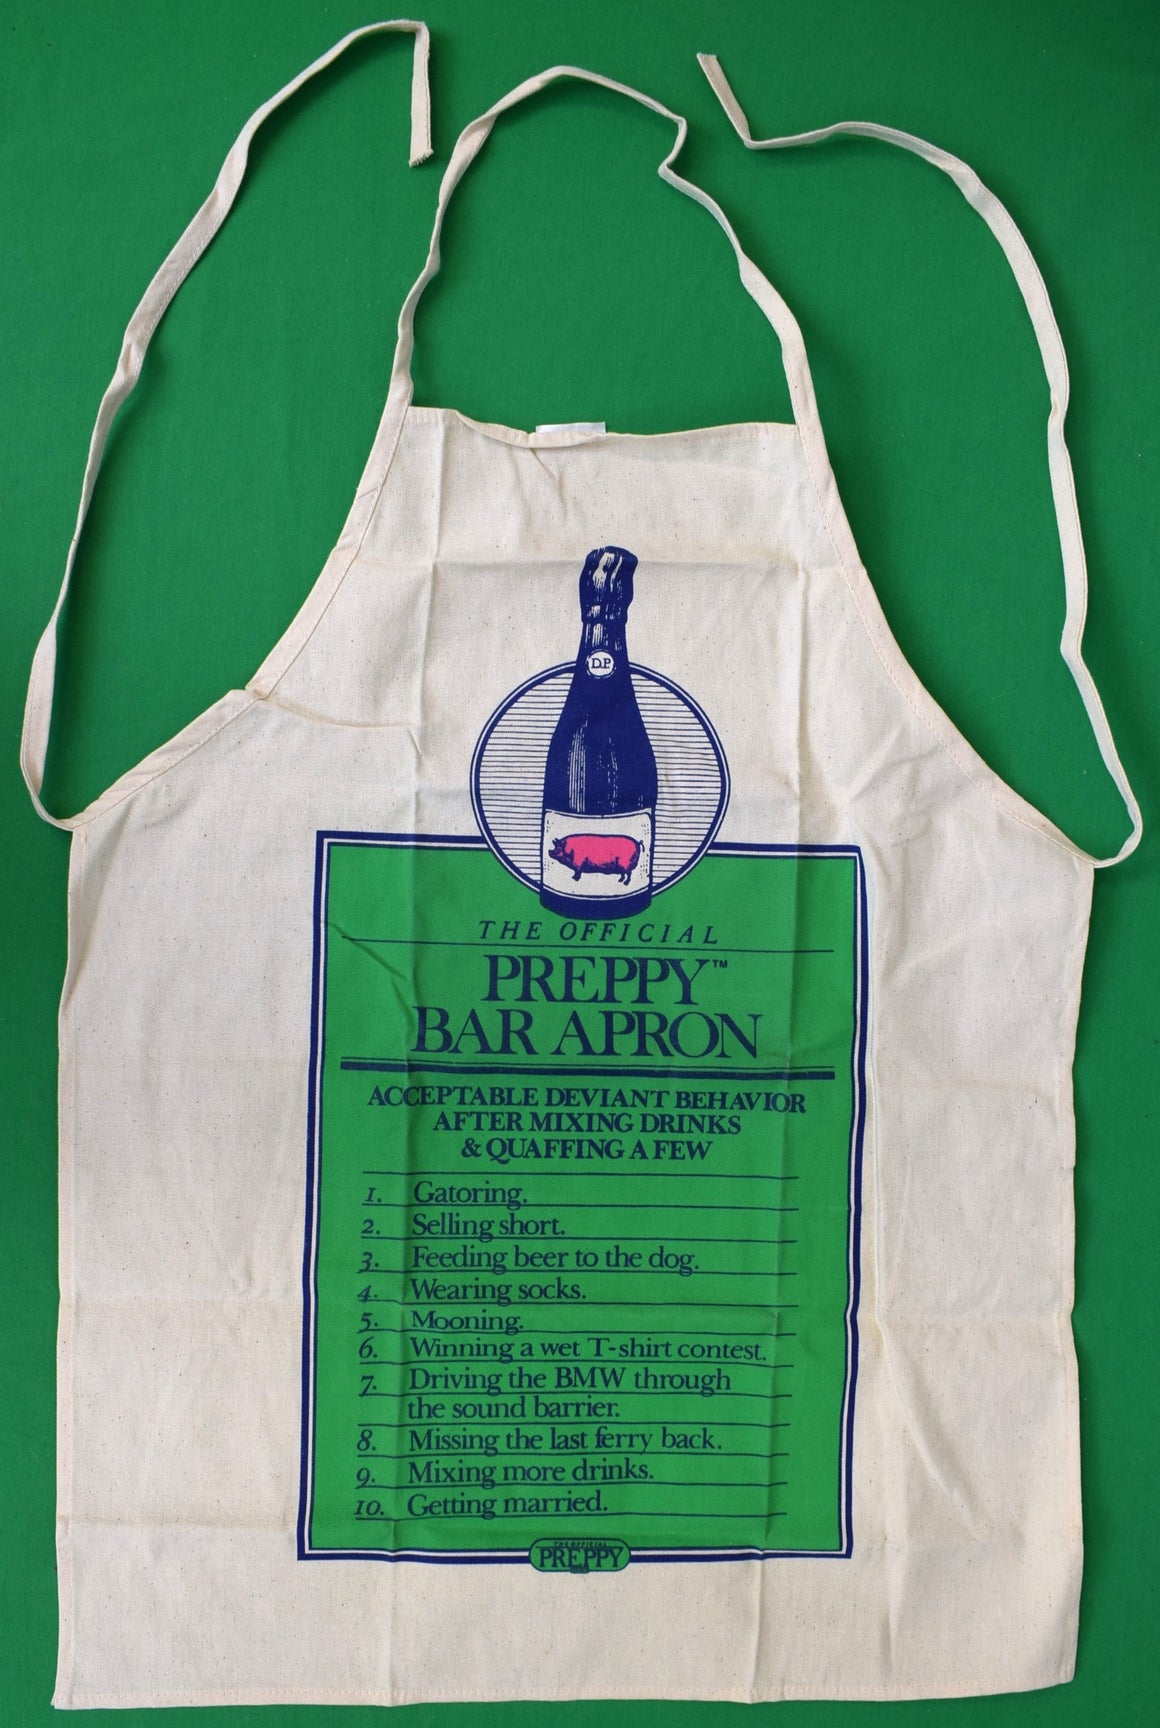 D.P.
THE OFFICIAL
PREPPY™
BAR APRON
ACCEPTABLE DEVIANT BEHAVIOR
AFTER MIXING DRINKS
& QUAFFING A FEW
1. Gatoring.
2. Selling short.
3. Feeding beer to the dog.
4. Wearing socks.
5. Mooning.
6. Winning a wet T-shirt contest.
7. Driving the BMW through
the sound barrier.
8. Missing the last ferry back.
9. Mixing more drinks.
10. Getting married.
THE OFFICIAL
PREPPY